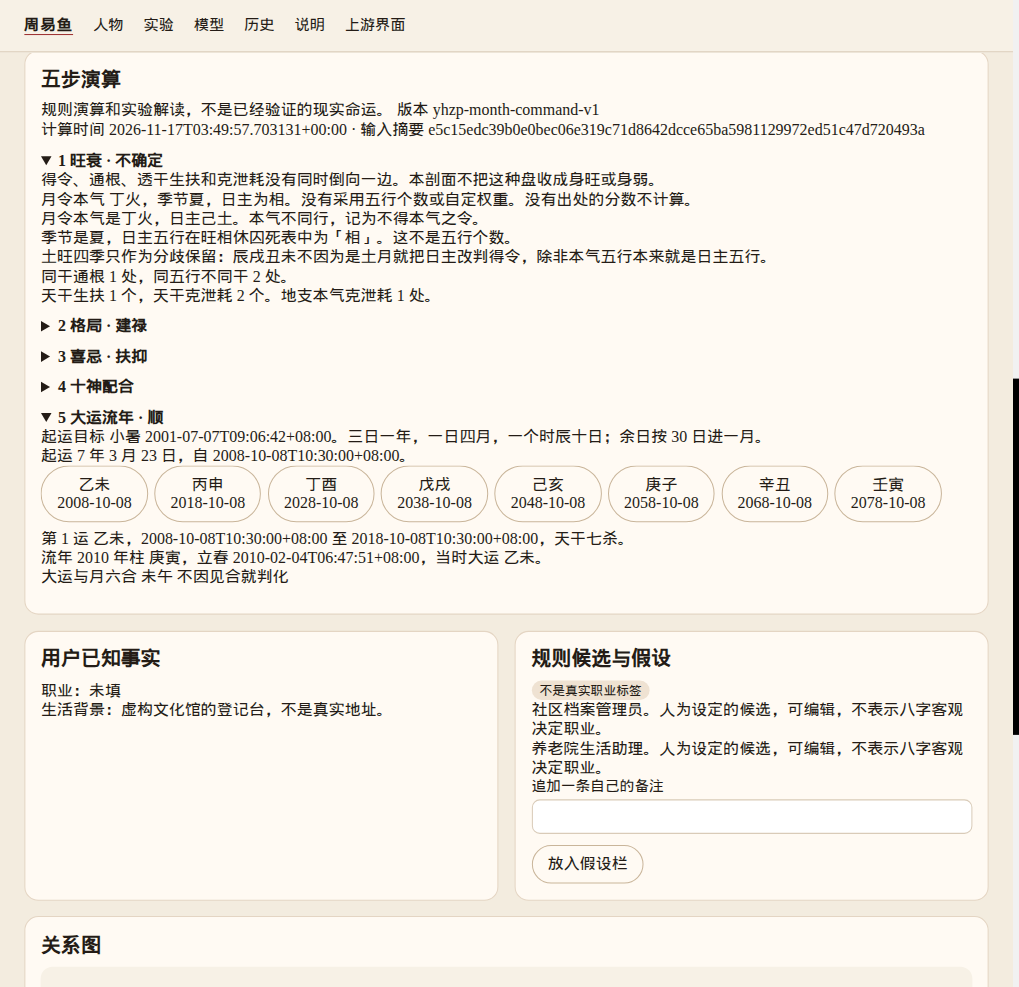 周易鱼 人物 实验 模型 历史 说明 上游界面
五步演算
规则演算和实验解读，不是已经验证的现实命运。 版本 yhzp-month-command-v1
计算时间 2026-11-17T03:49:57.703131+00:00 · 输入摘要 e5c15edc39b0e0bec06e319c71d8642dcce65ba5981129972ed51c47d720493a
▼ 1 旺衰 · 不确定
得令、通根、透干生扶和克泄耗没有同时倒向一边。本剖面不把这种盘收成身旺或身弱。
月令本气 丁火，季节夏，日主为相。没有采用五行个数或自定权重。没有出处的分数不计算。
月令本气是丁火，日主己土。本气不同行，记为不得本气之令。
季节是夏，日主五行在旺相休囚死表中为「相」。这不是五行个数。
土旺四季只作为分歧保留：辰戌丑未不因为是土月就把日主改判得令，除非本气五行本来就是日主五行。
同干通根 1 处，同五行不同干 2 处。
天干生扶 1 个，天干克泄耗 2 个。地支本气克泄耗 1 处。
▶ 2 格局 · 建禄
▶ 3 喜忌 · 扶抑
▶ 4 十神配合
▼ 5 大运流年 · 顺
起运目标 小暑 2001-07-07T09:06:42+08:00。三日一年，一日四月，一个时辰十日；余日按 30 日进一月。
起运 7 年 3 月 23 日，自 2008-10-08T10:30:00+08:00。
乙未 丙申 丁酉 戊戌 己亥 庚子 辛丑 壬寅
2008-10-08 2018-10-08 2028-10-08 2038-10-08 2048-10-08 2058-10-08 2068-10-08 2078-10-08
第 1 运 乙未，2008-10-08T10:30:00+08:00 至 2018-10-08T10:30:00+08:00，天干七杀。
流年 2010 年柱 庚寅，立春 2010-02-04T06:47:51+08:00，当时大运 乙未。
大运与月六合 未午 不因见合就判化
用户已知事实
职业：未填
生活背景：虚构文化馆的登记台，不是真实地址。
规则候选与假设
不是真实职业标签
社区档案管理员。人为设定的候选，可编辑，不表示八字客观
决定职业。
养老院生活助理。人为设定的候选，可编辑，不表示八字客观
决定职业。
追加一条自己的备注
放入假设栏
关系图